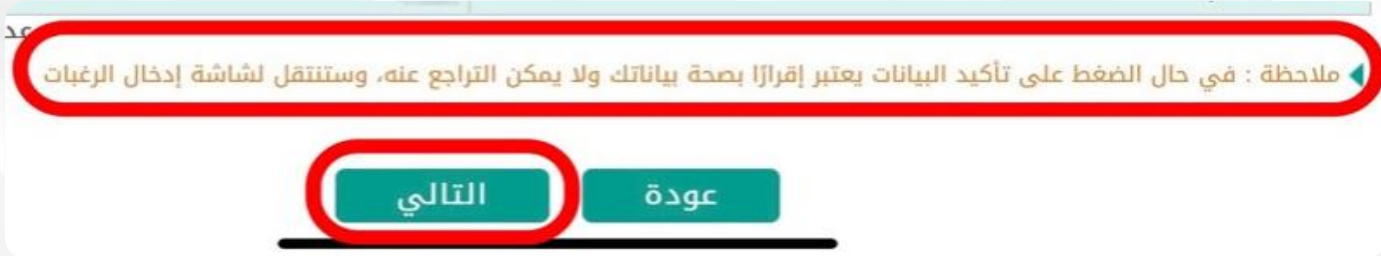 ملاحظة : في حال الضغط على تأكيد البيانات يعتبر إقرارًا بصحة بياناتك ولا يمكن التراجع عنه، وستنتقل لشاشة إدخال الرغبات
عودة
التالي